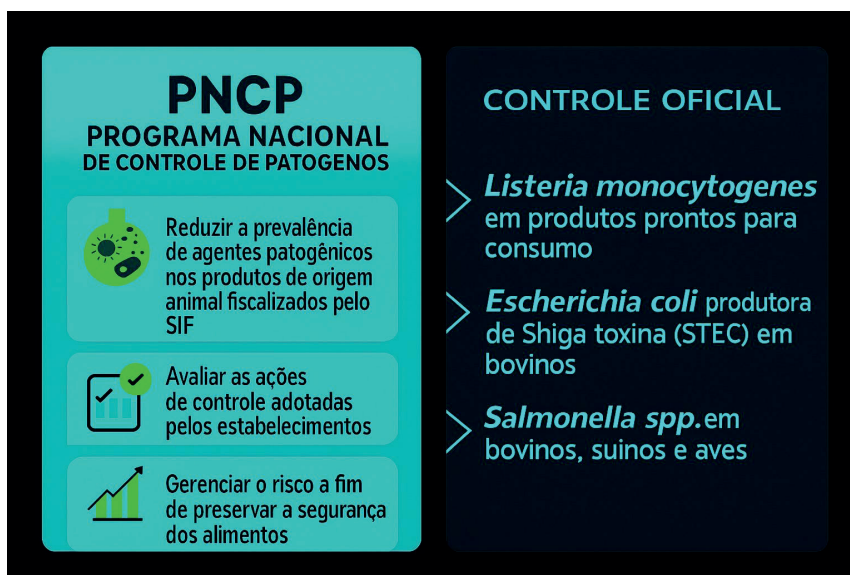 PNCP
PROGRAMA NACIONAL
DE CONTROLE DE PATOGENOS
Reduzir a prevalência
de agentes patogênicos
nos produtos de origem
animal fiscalizados pelo
SIF
Avaliar as ações
de controle adotadas
pelos estabelecimentos
Gerenciar o risco a fim
de preservar a segurança
dos alimentos
CONTROLE OFICIAL
Listeria monocytogenes
em produtos prontos para
consumo
Escherichia coli produtora
de Shiga toxina (STEC) em
bovinos
Salmonella spp.em
bovinos, suinos e aves